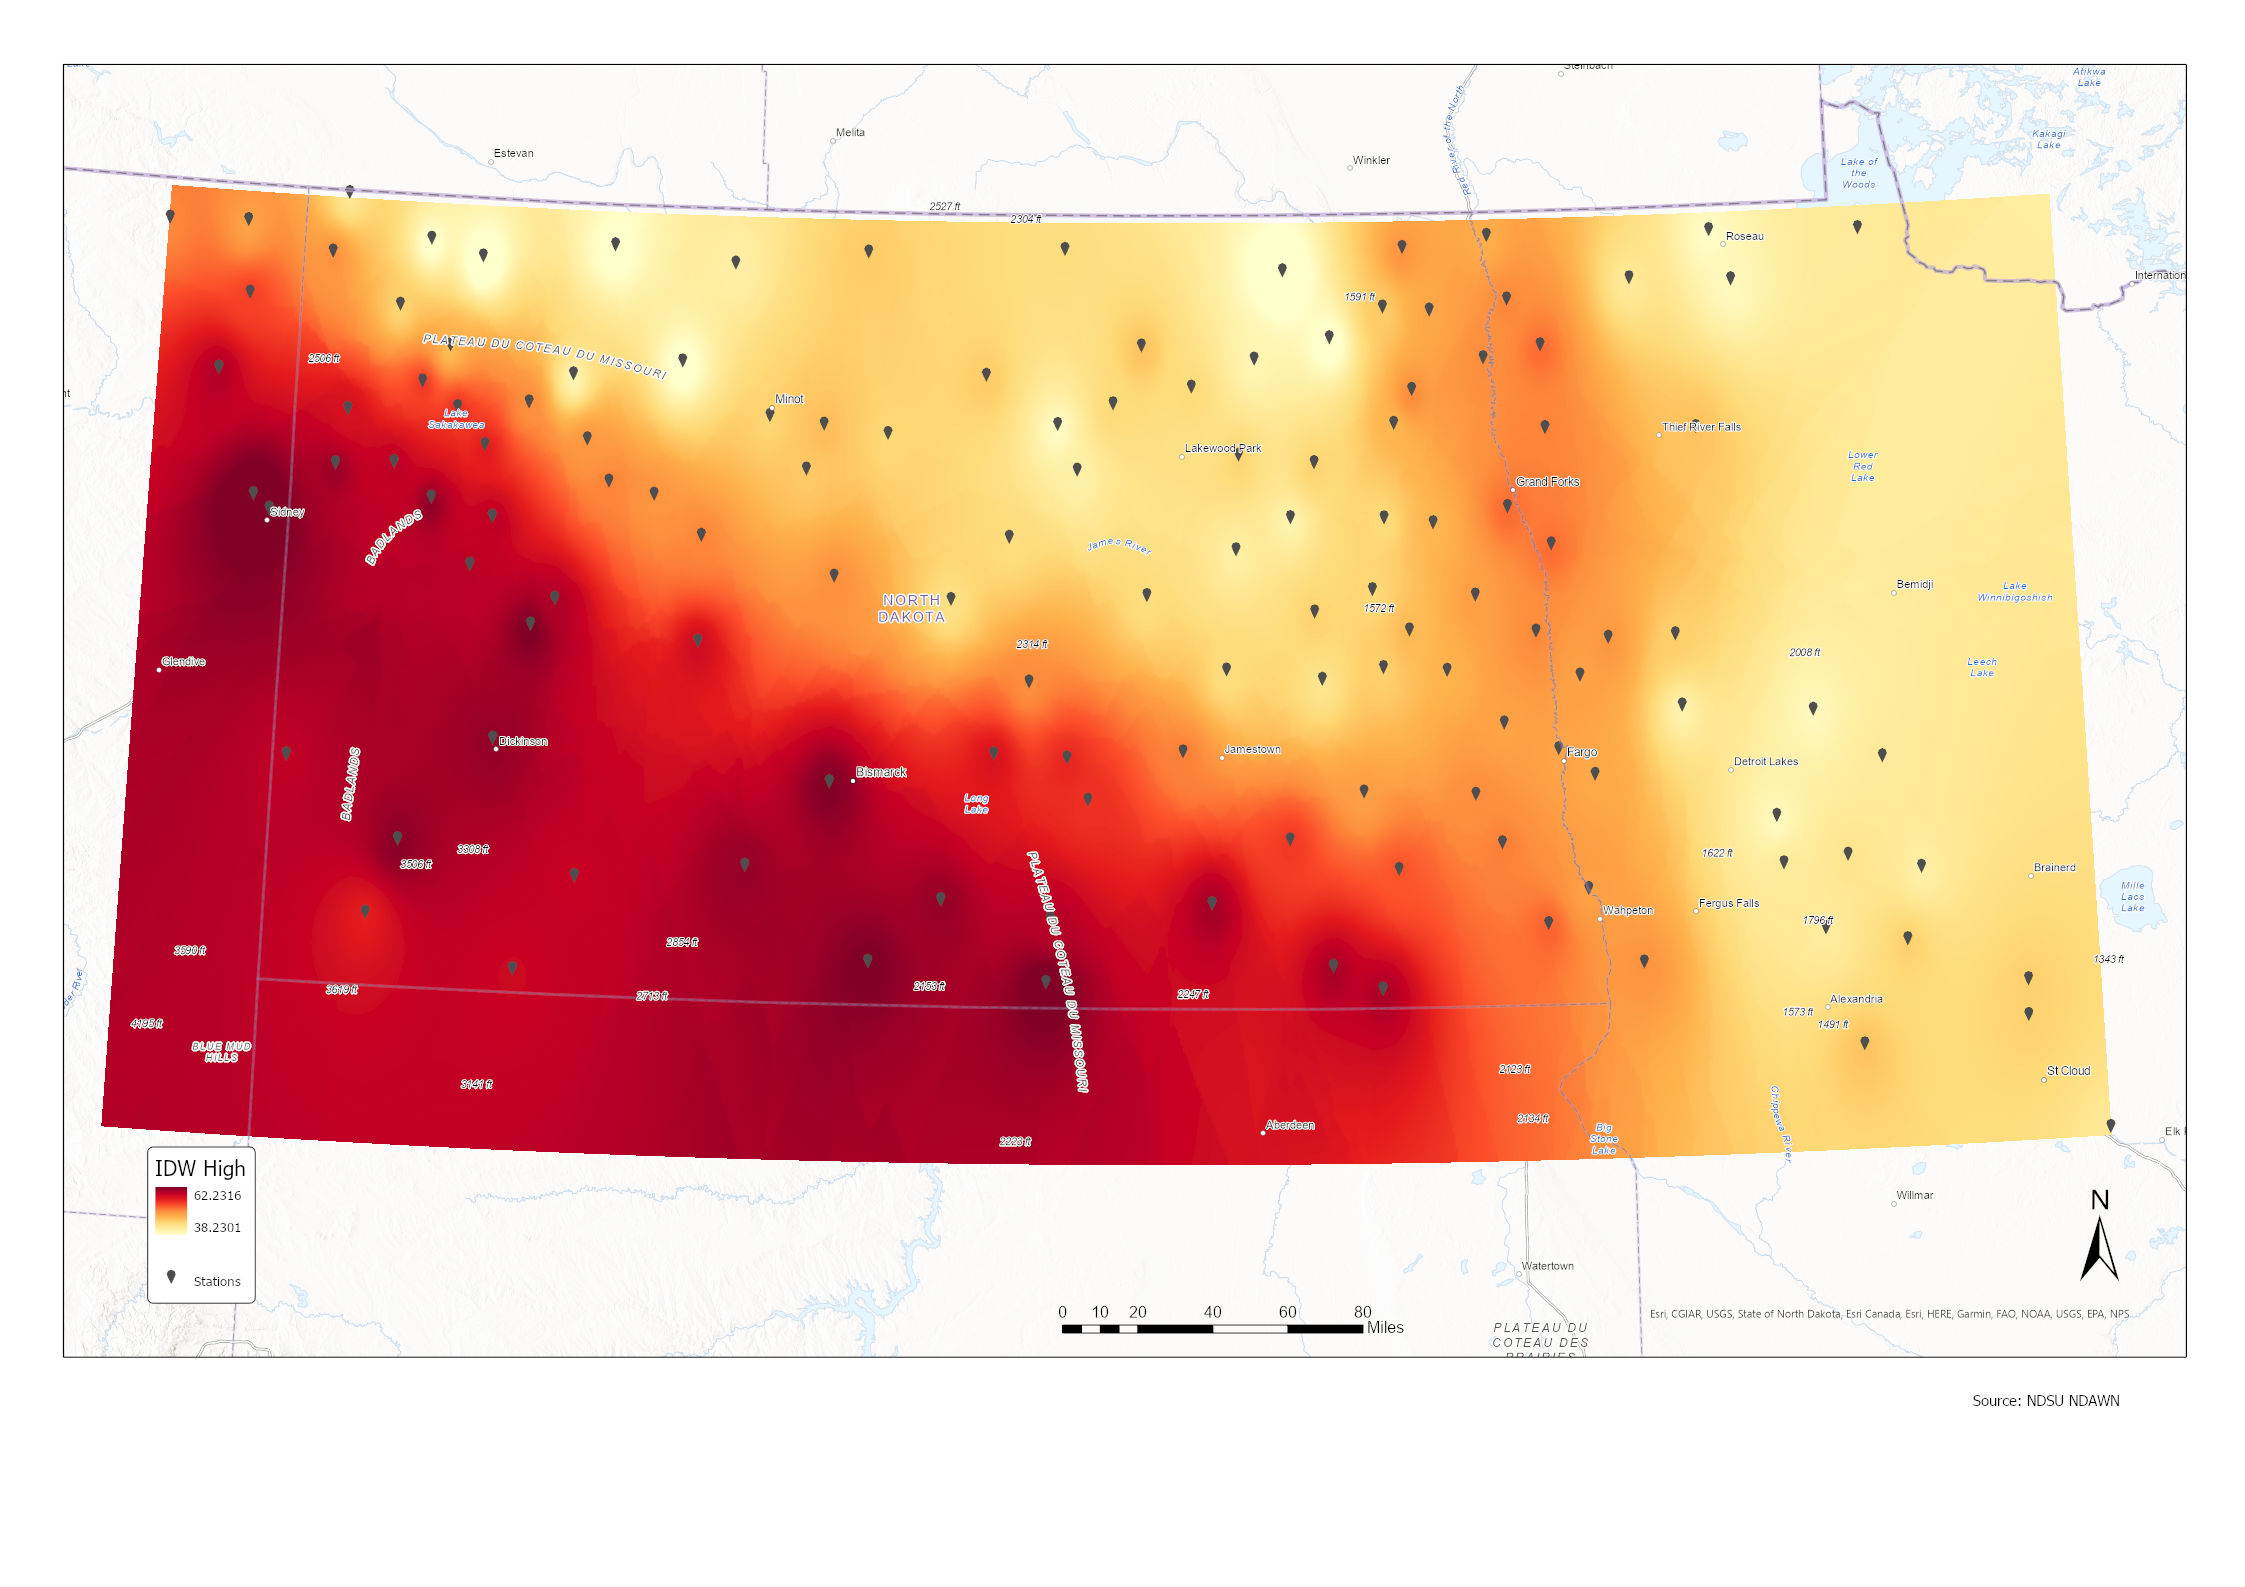 Atikwa
Lake
Steinbach
Melita
Kakagi
Lake
Estevan
Winkler
Red River of the North
Lake of
the
Woods
2527 ft
2304 ft
Roseau
International
1591 ft
2506 ft
PLATEAU DU COTEAU DU MISSOURI
Minot
Lake
Sakakawea
Thief River Falls
Lakewood Park
Lower
Red
Lake
Grand Forks
Sidney
BADLANDS
James River
Bemidji
Lake
Winnibigoshish
NORTH
DAKOTA
1572 ft
2314 ft
2008 ft
Glendive
Leech
Lake
Dickinson
Jamestown
Fargo
Detroit Lakes
Bismarck
BADLANDS
Long
Lake
3308 ft
3506 ft
1622 ft
Brainerd
PLATEAU DU COTEAU DU MISSOURI
Mille
Lacs
Lake
Wahpeton
Fergus Falls
1796 ft
3590 ft
2854 ft
1343 ft
der River
3619 ft
2713 ft
2153 ft
2247 ft
Alexandria
1573 ft
1491 ft
4195 ft
BLUE MUD
HILLS
3141 ft
2123 ft
St Cloud
2134 ft
Chippewa River
Aberdeen
Big
Stone
Lake
2223 ft
Elk
IDW High
62.2316
38.2301
Stations
Willmar
N
Watertown
0 10 20 40 60 80
Miles
Esri, CGIAR, USGS, State of North Dakota, Esri Canada, Esri, HERE, Garmin, FAO, NOAA, USGS, EPA, NPS
PLATEAU DU
COTEAU DES
PRAIRIES
Source: NDSU NDAWN